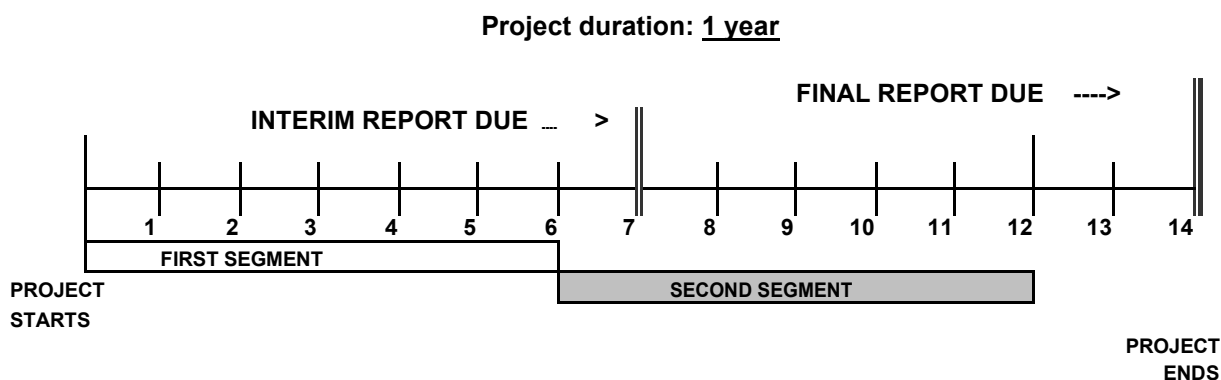 Project duration: 1 year
FINAL REPORT DUE ---->
INTERIM REPORT DUE .... >
1 2 3 4 5 6 7 8 9 10 11 12 13 14
FIRST SEGMENT
PROJECT
STARTS
SECOND SEGMENT
PROJECT
ENDS